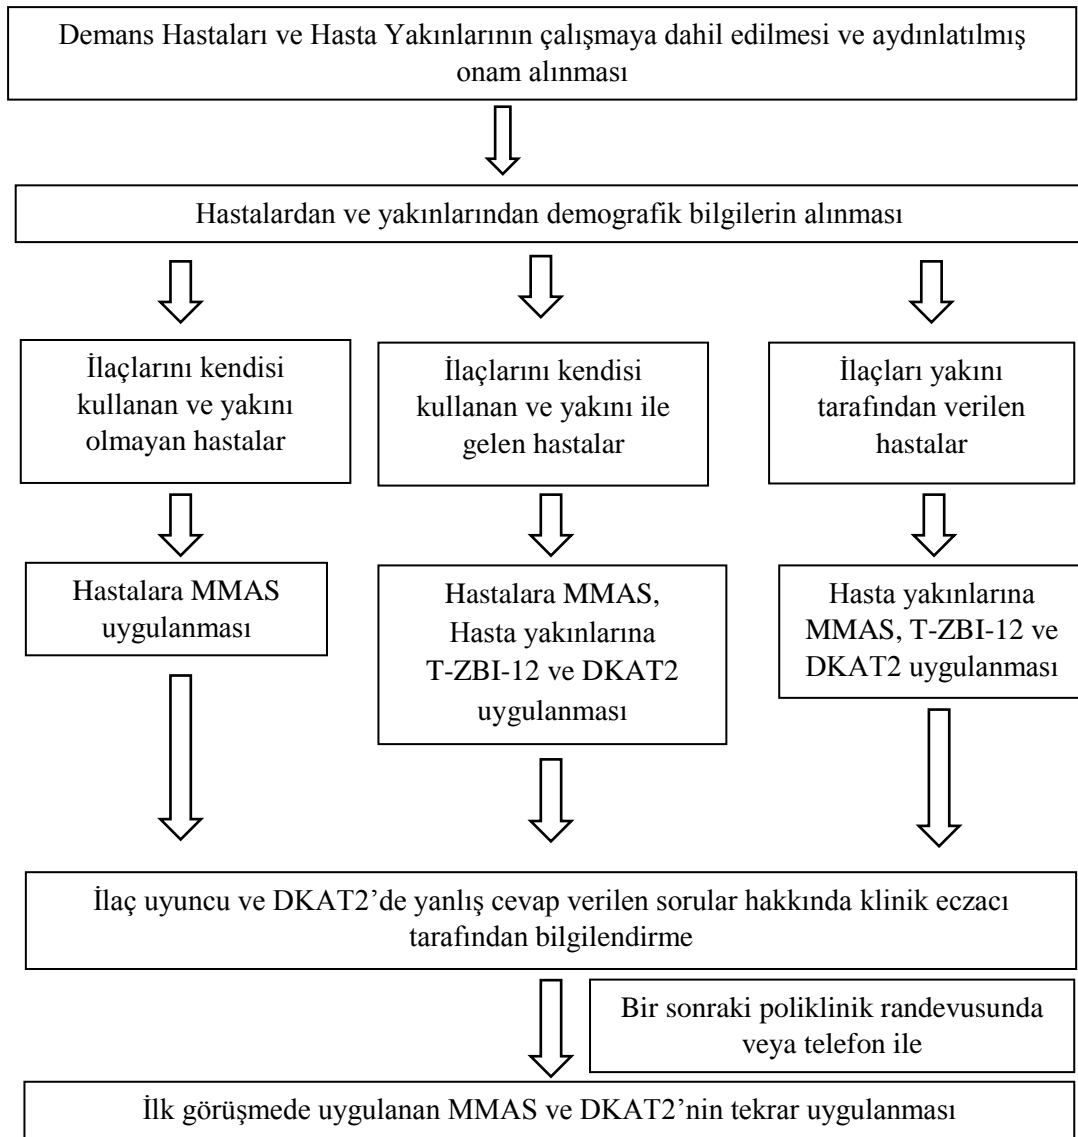 Demans Hastaları ve Hasta Yakınlarının çalışmaya dahil edilmesi ve aydınlatılmış
onam alınması
Hastalardan ve yakınlarından demografik bilgilerin alınması
İlaçlarını kendisi
kullanan ve yakını
olmayan hastalar
İlaçlarını kendisi
kullanan ve yakını ile
gelen hastalar
İlaçları yakını
tarafından verilen
hastalar
Hastalara MMAS
uygulanması
Hastalara MMAS,
Hasta yakınlarına
T-ZBI-12 ve DKAT2
uygulanması
Hasta yakınlarına
MMAS, T-ZBI-12 ve
DKAT2 uygulanması
İlaç uyuncu ve DKAT2’de yanlış cevap verilen sorular hakkında klinik eczacı
tarafından bilgilendirme
Bir sonraki poliklinik randevusunda
veya telefon ile
İlk görüşmede uygulanan MMAS ve DKAT2’nin tekrar uygulanması